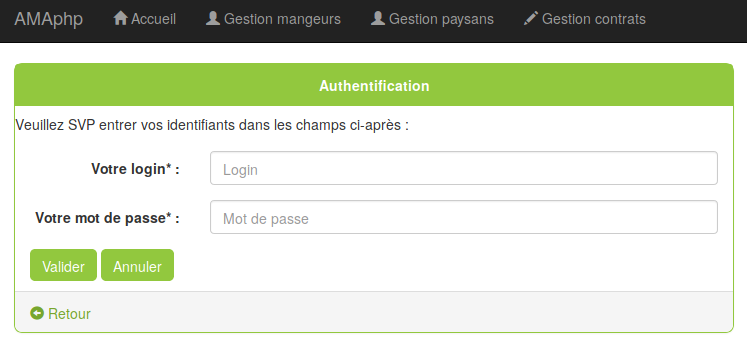 AMAphp Accueil Gestion mangeurs Gestion paysans Gestion contrats
Authentification
Veuillez SVP entrer vos identifiants dans les champs ci-après :
Votre login* : Login
Votre mot de passe* : Mot de passe
Valider Annuler
Retour